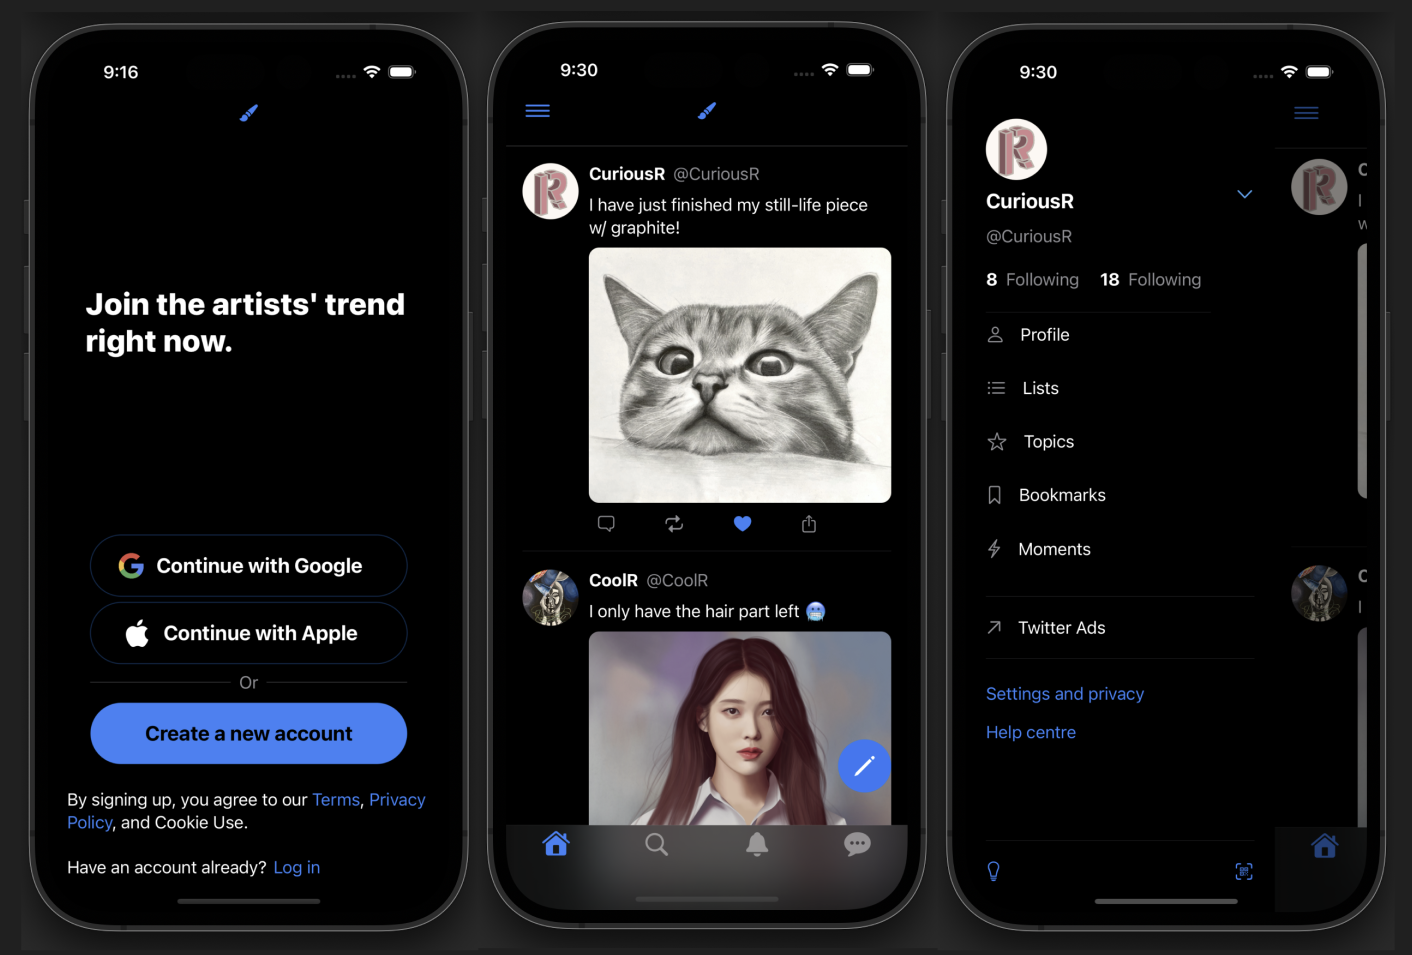 9:16
Join the artists' trend
right now.
Continue with Google
Continue with Apple
Or
Create a new account
By signing up, you agree to our Terms, Privacy
Policy, and Cookie Use.
Have an account already? Log in
9:30
CuriousR @CuriousR
I have just finished my still-life piece
w/ graphite!
CoolR @CoolR
I only have the hair part left 🥶
9:30
R
CuriousR
@CuriousR
8 Following 18 Following
Profile
Lists
Topics
Bookmarks
Moments
Twitter Ads
Settings and privacy
Help centre
C
I
w
C
I